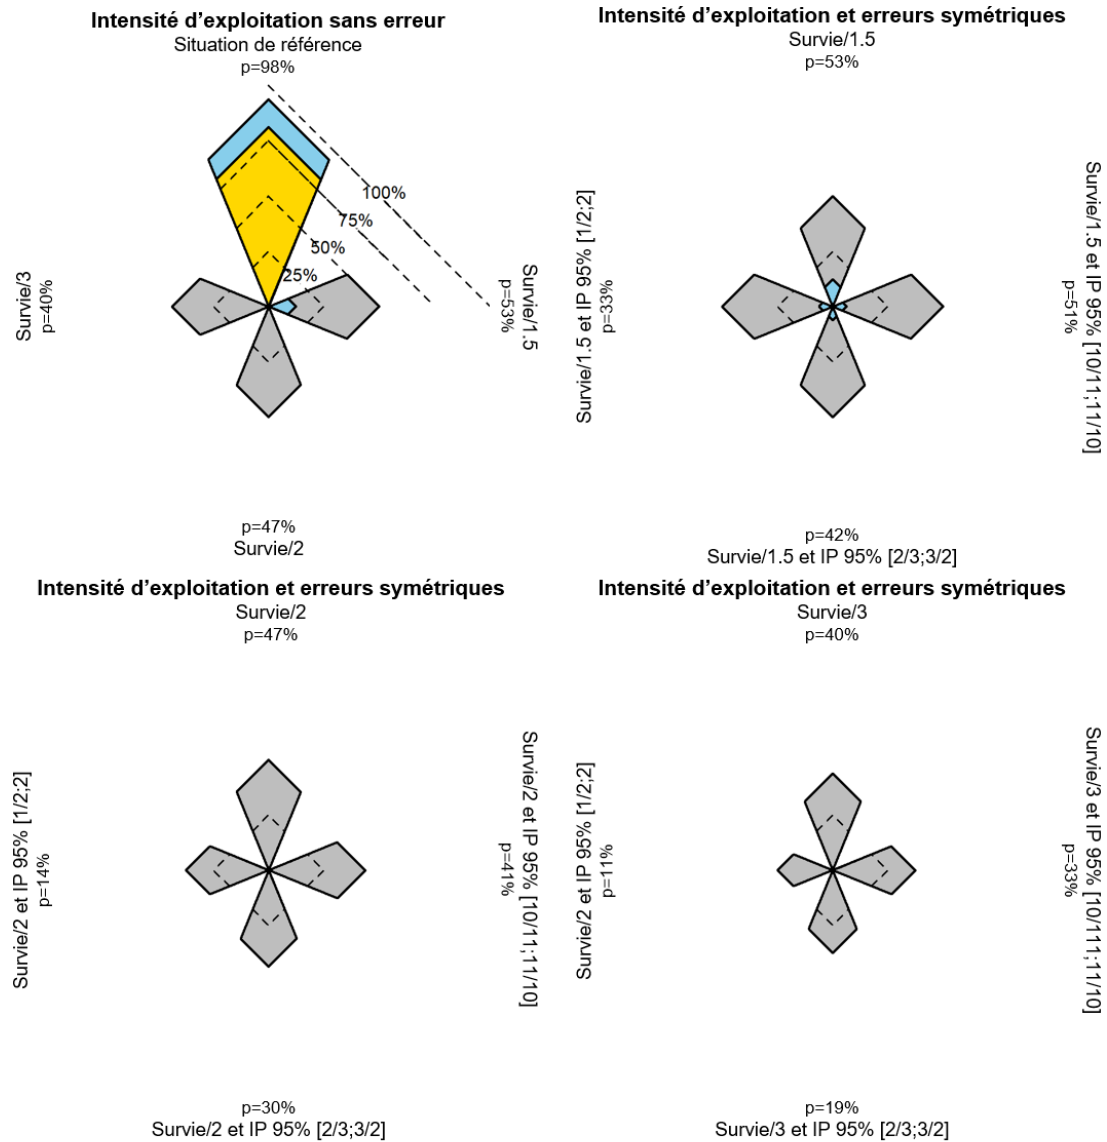 Intensité d’exploitation sans erreur
Situation de référence
p=98%
100%
75%
50%
25%
Survie/3
p=40%
Survie/1.5
p=53%
p=47%
Survie/2
Intensité d’exploitation et erreurs symétriques
Survie/1.5
p=53%
Survie/1.5 et IP 95% [1/2;2]
p=33%
Survie/1.5 et IP 95% [10/11;11/10]
p=51%
p=42%
Survie/1.5 et IP 95% [2/3;3/2]
Intensité d’exploitation et erreurs symétriques
Survie/2
p=47%
Survie/2 et IP 95% [1/2;2]
p=14%
Survie/2 et IP 95% [10/11;11/10]
p=41%
p=30%
Survie/2 et IP 95% [2/3;3/2]
Intensité d’exploitation et erreurs symétriques
Survie/3
p=40%
Survie/2 et IP 95% [1/2;2]
p=11%
Survie/3 et IP 95% [10/111;11/10]
p=33%
p=19%
Survie/3 et IP 95% [2/3;3/2]